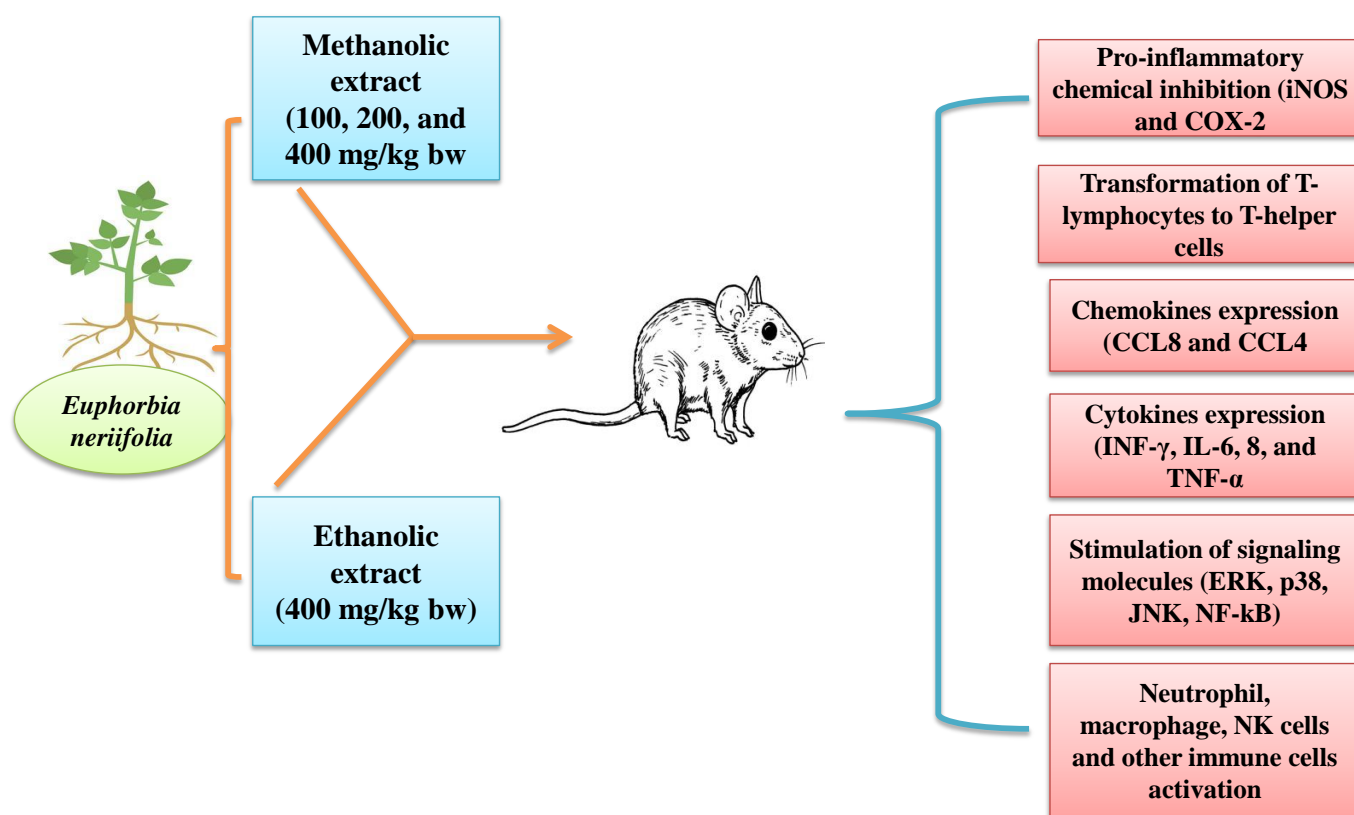 Methanolic
extract
(100, 200, and
400 mg/kg bw
Euphorbia
neriifolia
Ethanolic
extract
(400 mg/kg bw)
Pro-inflammatory
chemical inhibition (iNOS
and COX-2
Transformation of T-
lymphocytes to T-helper
cells
Chemokines expression
(CCL8 and CCL4
Cytokines expression
(INF-γ, IL-6, 8, and
TNF-α
Stimulation of signaling
molecules (ERK, p38,
JNK, NF-kB)
Neutrophil,
macrophage, NK cells
and other immune cells
activation